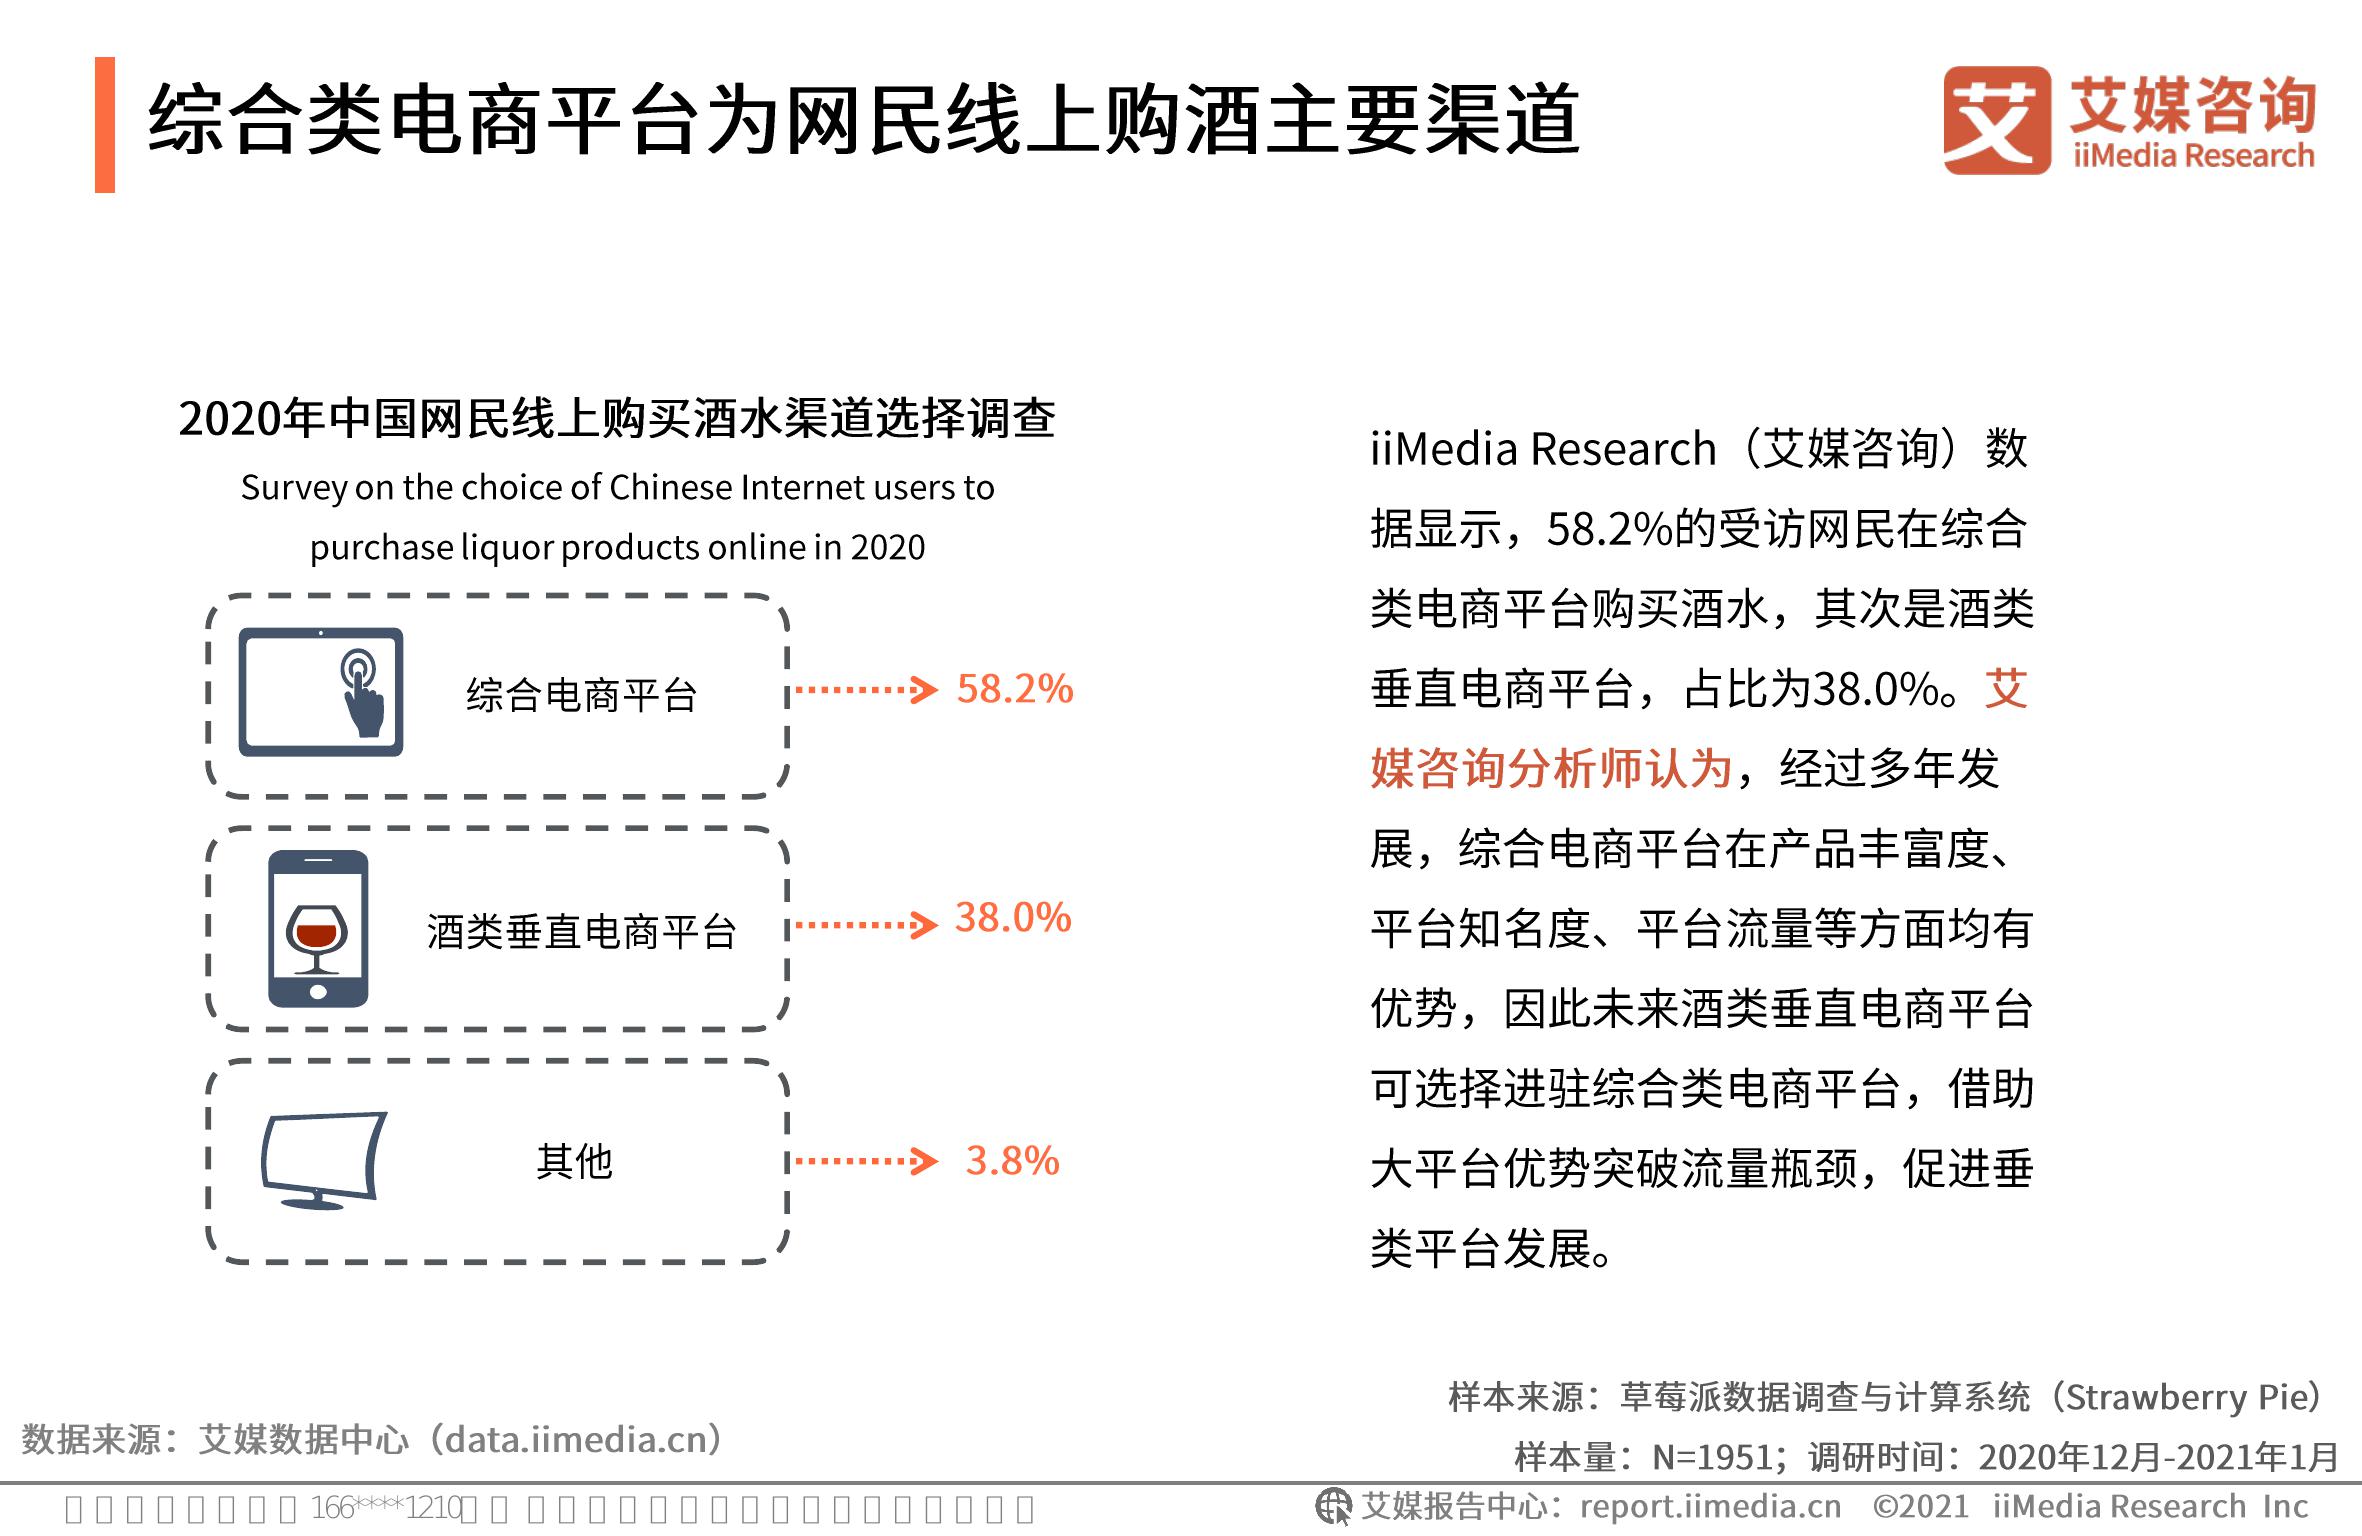 综合类电商平台为网民线上购酒主要渠道
艾 艾媒咨询
iiMedia Research
2020年中国网民线上购买酒水渠道选择调查
Survey on the choice of Chinese Internet users to
purchase liquor products online in 2020
综合电商平台 58.2%
酒类垂直电商平台 38.0%
其他 3.8%
iiMedia Research（艾媒咨询）数
据显示，58.2%的受访网民在综合
类电商平台购买酒水，其次是酒类
垂直电商平台，占比为38.0%。艾
媒咨询分析师认为，经过多年发
展，综合电商平台在产品丰富度、
平台知名度、平台流量等方面均有
优势，因此未来酒类垂直电商平台
可选择进驻综合类电商平台，借助
大平台优势突破流量瓶颈，促进垂
类平台发展。
样本来源：草莓派数据调查与计算系统（Strawberry Pie）
数据来源：艾媒数据中心（data.iimedia.cn）
样本量：N=1951；调研时间：2020年12月-2021年1月
166****1210
艾媒报告中心：report.iimedia.cn ©2021 iiMedia Research Inc